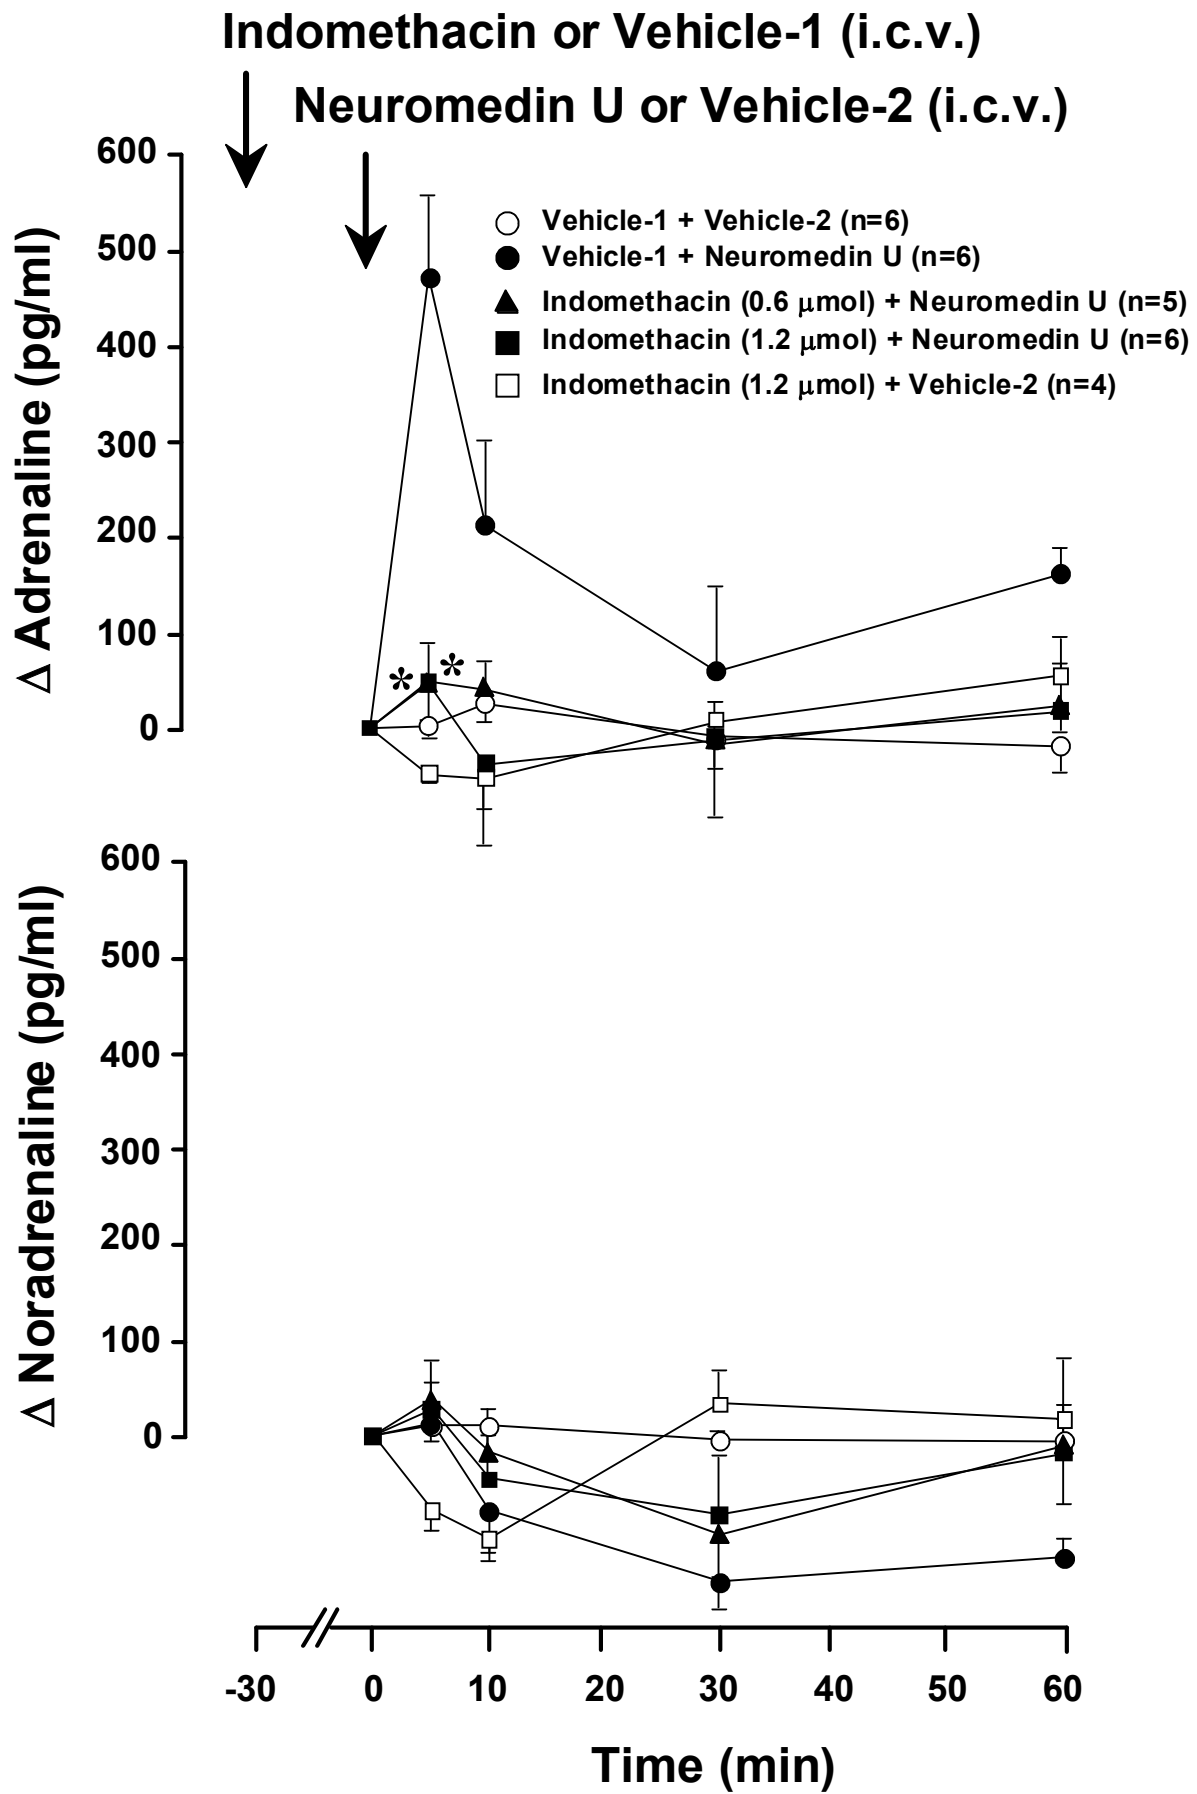 Indomethacin or Vehicle-1 (i.c.v.)
Neuromedin U or Vehicle-2 (i.c.v.)
Δ Adrenaline (pg/ml)
600
500
400
300
200
100
0
Vehicle-1 + Vehicle-2 (n=6)
Vehicle-1 + Neuromedin U (n=6)
Indomethacin (0.6 μmol) + Neuromedin U (n=5)
Indomethacin (1.2 μmol) + Neuromedin U (n=6)
Indomethacin (1.2 μmol) + Vehicle-2 (n=4)
* *
Δ Noradrenaline (pg/ml)
600
500
400
300
200
100
0
-30 0 10 20 30 40 50 60
Time (min)